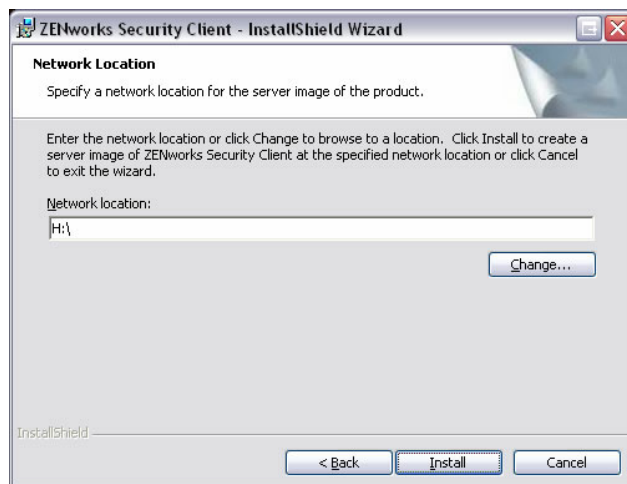 ZENworks Security Client - InstallShield Wizard
Network Location
Specify a network location for the server image of the product.
Enter the network location or click Change to browse to a location. Click Install to create a
server image of ZENworks Security Client at the specified network location or click Cancel
to exit the wizard.
Network location:
H:\
Change...
InstallShield
< Back
Install
Cancel